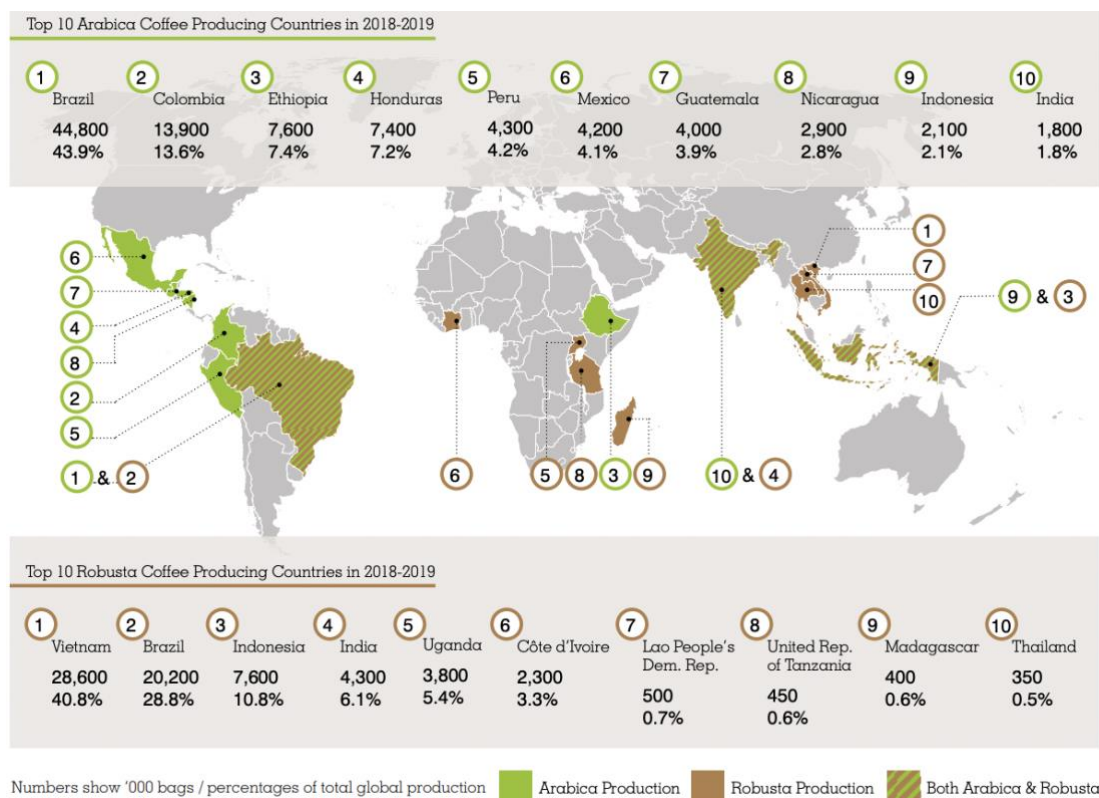 Top 10 Arabica Coffee Producing Countries in 2018-2019
1 2 3 4 5 6 7 8 9 10
Brazil Colombia Ethiopia Honduras Peru Mexico Guatemala Nicaragua Indonesia India
44,800 13,900 7,600 7,400 4,300 4,200 4,000 2,900 2,100 1,800
43.9% 13.6% 7.4% 7.2% 4.2% 4.1% 3.9% 2.8% 2.1% 1.8%
6
7
4
8
2
5
1 & 2
6
5
8
3
9
10 & 4
1
7
10
9 & 3
Top 10 Robusta Coffee Producing Countries in 2018-2019
1 2 3 4 5 6 7 8 9 10
Vietnam Brazil Indonesia India Uganda Côte d'Ivoire Lao People's Dem. Rep. United Rep. of Tanzania Madagascar Thailand
28,600 20,200 7,600 4,300 3,800 2,300 500 450 400 350
40.8% 28.8% 10.8% 6.1% 5.4% 3.3% 0.7% 0.6% 0.6% 0.5%
Numbers show '000 bags / percentages of total global production Arabica Production Robusta Production Both Arabica & Robusta